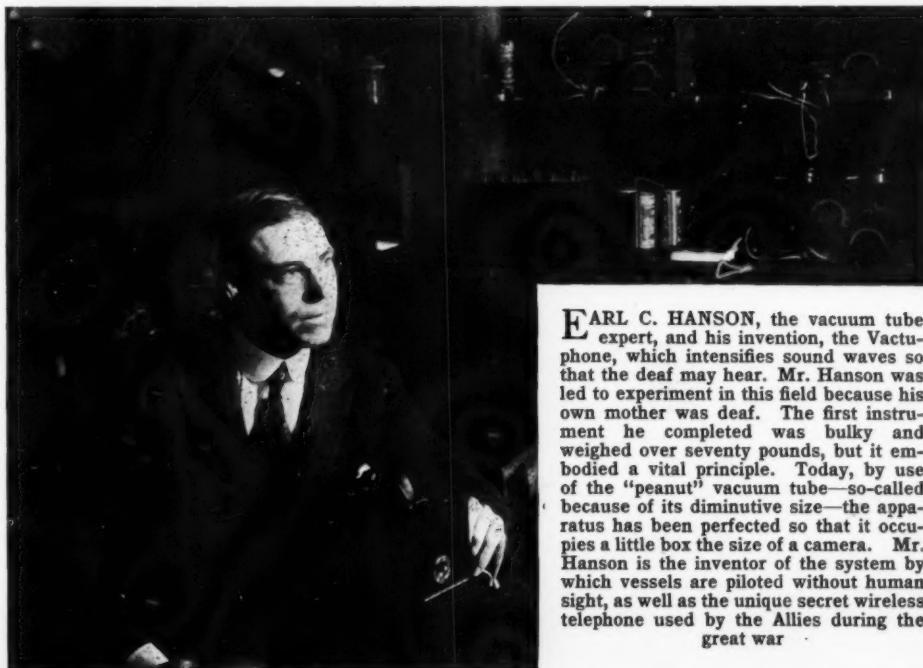 EARL C. HANSON, the vacuum tube
expert, and his invention, the Vactu-
phone, which intensifies sound waves so
that the deaf may hear. Mr. Hanson was
led to experiment in this field because his
own mother was deaf. The first instru-
ment he completed was bulky and
weighed over seventy pounds, but it em-
bodied a vital principle. Today, by use
of the "peanut" vacuum tube—so-called
because of its diminutive size—the appa-
ratus has been perfected so that it occu-
pies a little box the size of a camera. Mr.
Hanson is the inventor of the system by
which vessels are piloted without human
sight, as well as the unique secret wireless
telephone used by the Allies during the
great war